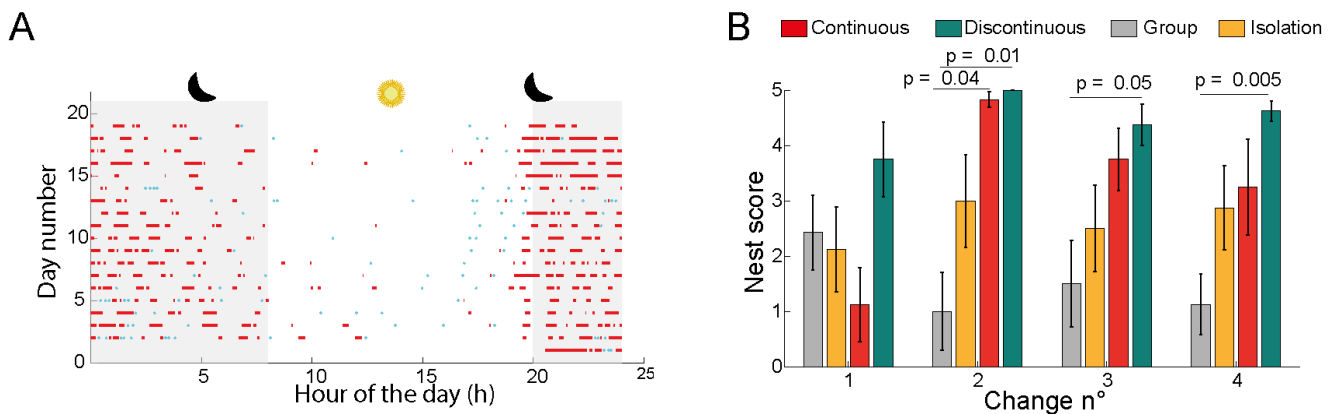 A
20
15
10
5
0
Day number
5
10
15
20
25
Hour of the day (h)
B
Continuous
Discontinuous
Group
Isolation
p = 0.01
p = 0.04
p = 0.05
p = 0.005
5
4
3
2
1
0
Nest score
1
2
3
4
Change n°